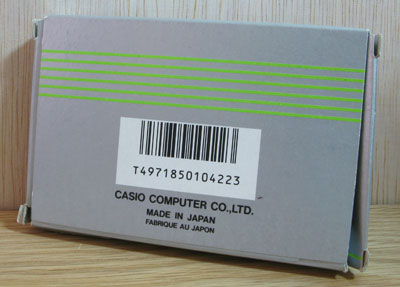 T4971850104223
CASIO COMPUTER CO.,LTD.
MADE IN JAPAN
FABRIQUE AU JAPON